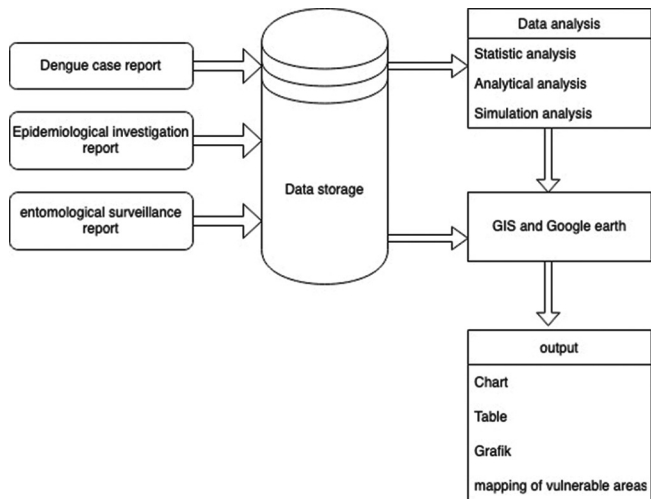 Dengue case report
Epidemiological investigation
report
entomological surveillance
report
Data storage
Data analysis
Statistic analysis
Analytical analysis
Simulation analysis
GIS and Google earth
output
Chart
Table
Grafik
mapping of vulnerable areas